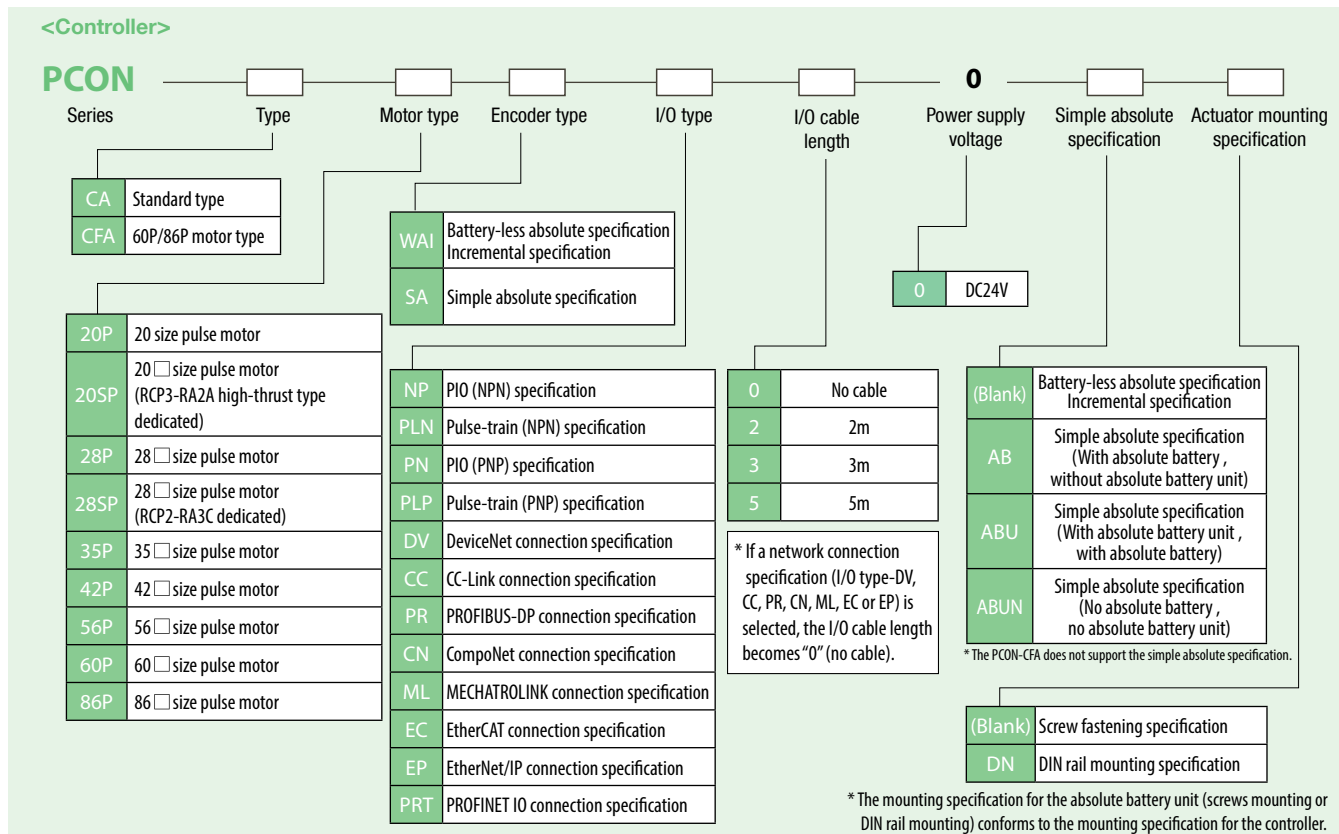 <Controller>
PCON
0
Series
Type
Motor type
Encoder type
I/O type
I/O cable
length
Power supply
voltage
Simple absolute
specification
Actuator mounting
specification
CA Standard type
CFA 60P/86P motor type
20P 20 size pulse motor
20SP 20 □ size pulse motor
(RCP3-RA2A high-thrust type
dedicated)
28P 28 □ size pulse motor
28SP 28 □ size pulse motor
(RCP2-RA3C dedicated)
35P 35 □ size pulse motor
42P 42 □ size pulse motor
56P 56 □ size pulse motor
60P 60 □ size pulse motor
86P 86 □ size pulse motor
WAI Battery-less absolute specification
Incremental specification
SA Simple absolute specification
NP PIO (NPN) specification
PLN Pulse-train (NPN) specification
PN PIO (PNP) specification
PLP Pulse-train (PNP) specification
DV DeviceNet connection specification
CC CC-Link connection specification
PR PROFIBUS-DP connection specification
CN CompoNet connection specification
ML MECHATROLINK connection specification
EC EtherCAT connection specification
EP EtherNet/IP connection specification
PRT PROFINET IO connection specification
0 No cable
2 2m
3 3m
5 5m
* If a network connection
specification (I/O type-DV,
CC, PR, CN, ML, EC or EP) is
selected, the I/O cable length
becomes "0" (no cable).
0 DC24V
(Blank) Battery-less absolute specification
Incremental specification
AB Simple absolute specification
(With absolute battery ,
without absolute battery unit)
ABU Simple absolute specification
(With absolute battery unit ,
with absolute battery)
ABUN Simple absolute specification
(No absolute battery ,
no absolute battery unit)
* The PCON-CFA does not support the simple absolute specification.
(Blank) Screw fastening specification
DN DIN rail mounting specification
* The mounting specification for the absolute battery unit (screws mounting or
DIN rail mounting) conforms to the mounting specification for the controller.